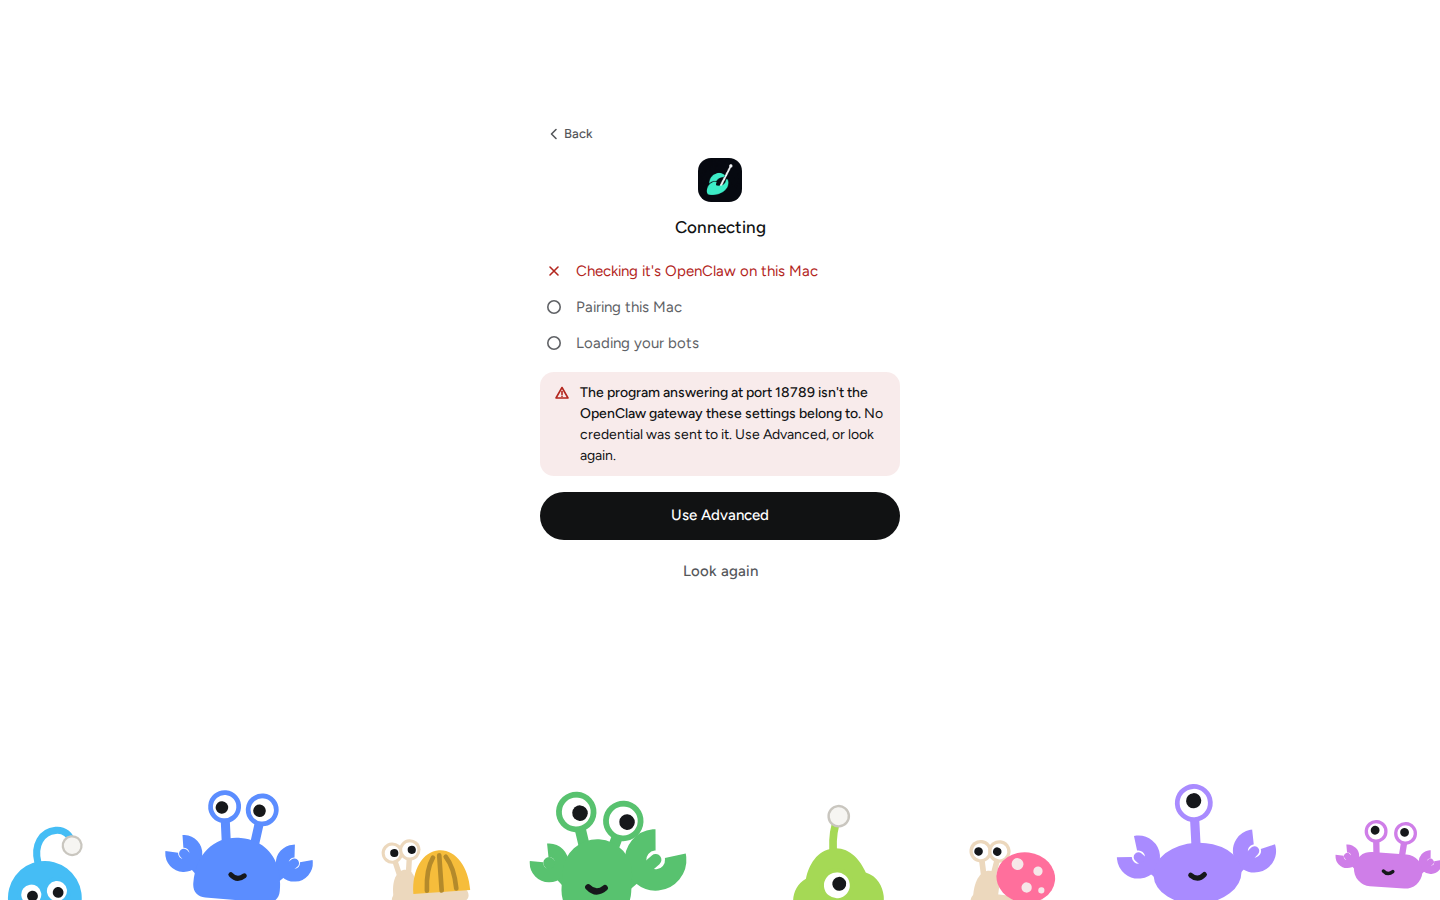 Back
Connecting
Checking it's OpenClaw on this Mac
Pairing this Mac
Loading your bots
The program answering at port 18789 isn't the
OpenClaw gateway these settings belong to. No
credential was sent to it. Use Advanced, or look
again.
Use Advanced
Look again